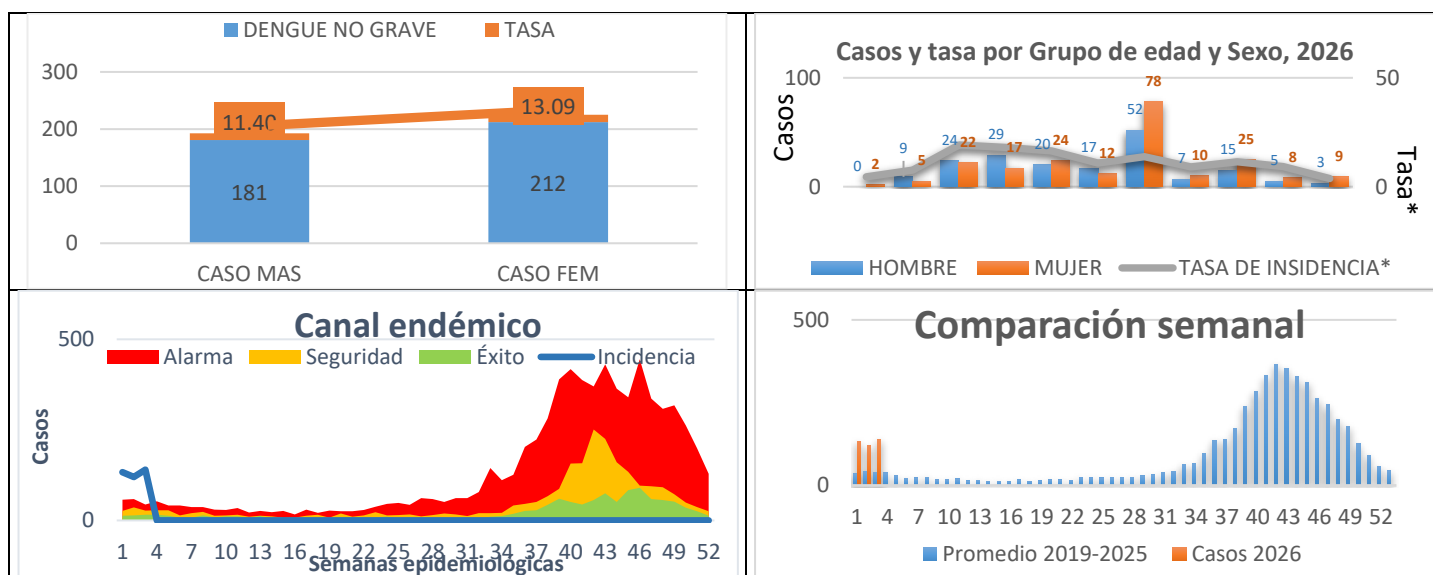 DENGUE NO GRAVE TASA
300
200
100
0
11.40
13.09
181
212
CASO MAS CASO FEM
Casos y tasa por Grupo de edad y Sexo, 2026
100
0
Casos
50
0
Tasa*
0 2 9 5 24 22 29 17 20 24 17 12 52 78 7 10 15 25 5 8 3 9
HOMBRE MUJER TASA DE INSIDENCIA*
Canal endémico
500
0
Alarma Seguridad Éxito Incidencia
Casos
1 4 7 10 13 16 19 22 25 28 31 34 37 40 43 46 49 52
Semanas epidemiológicas
Comparación semanal
500
0
1 4 7 10 13 16 19 22 25 28 31 34 37 40 43 46 49 52
Promedio 2019-2025 Casos 2026